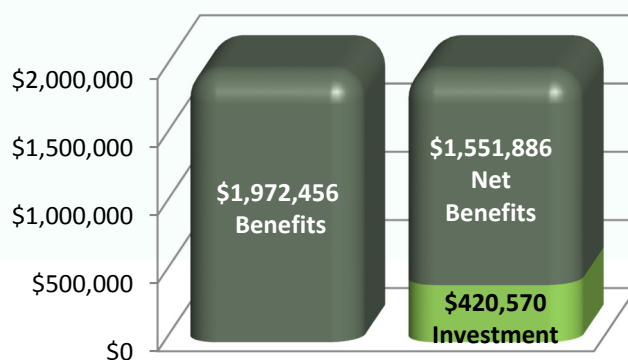 $2,000,000
$1,500,000
$1,000,000
$500,000
$0
$1,972,456
Benefits
$1,551,886
Net
Benefits
$420,570
Investment